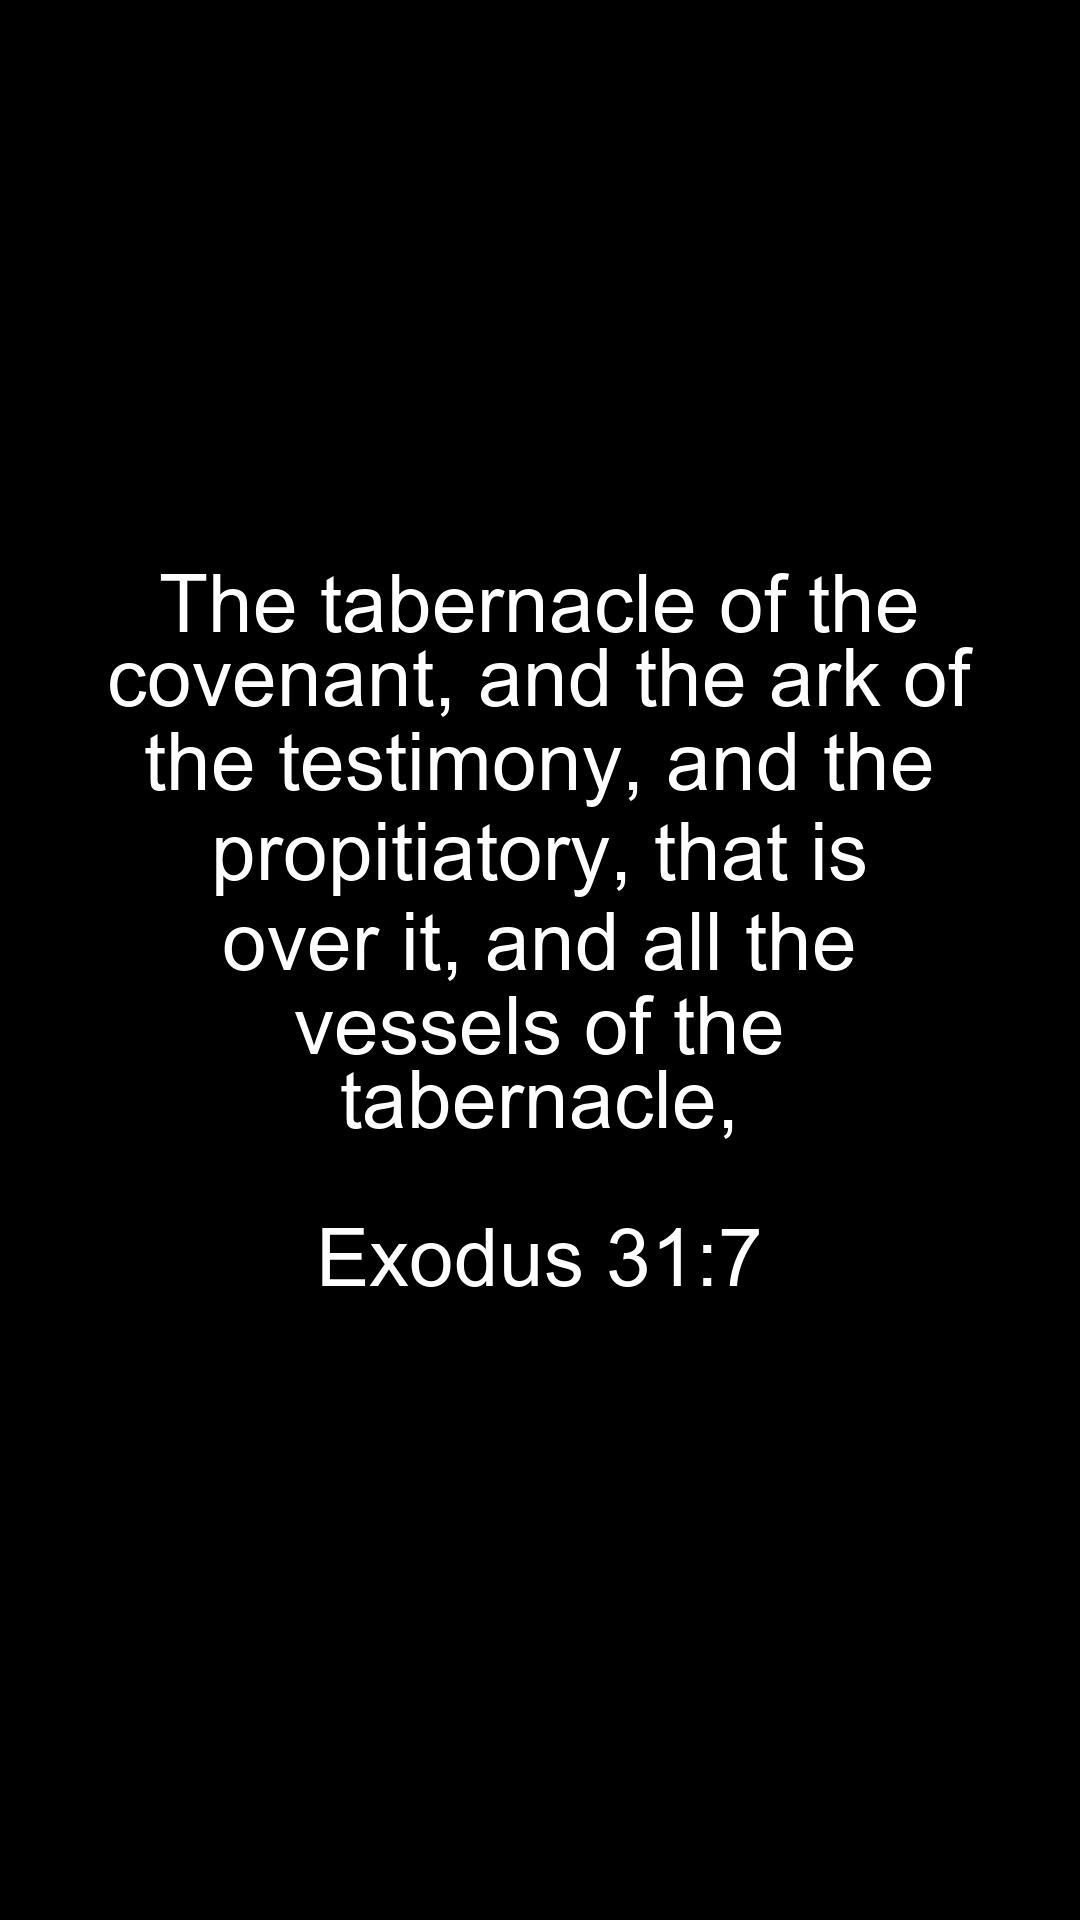 The tabernacle of the
covenant, and the ark of
the testimony, and the
propitiatory, that is
over it, and all the
vessels of the
tabernacle,
Exodus 31:7